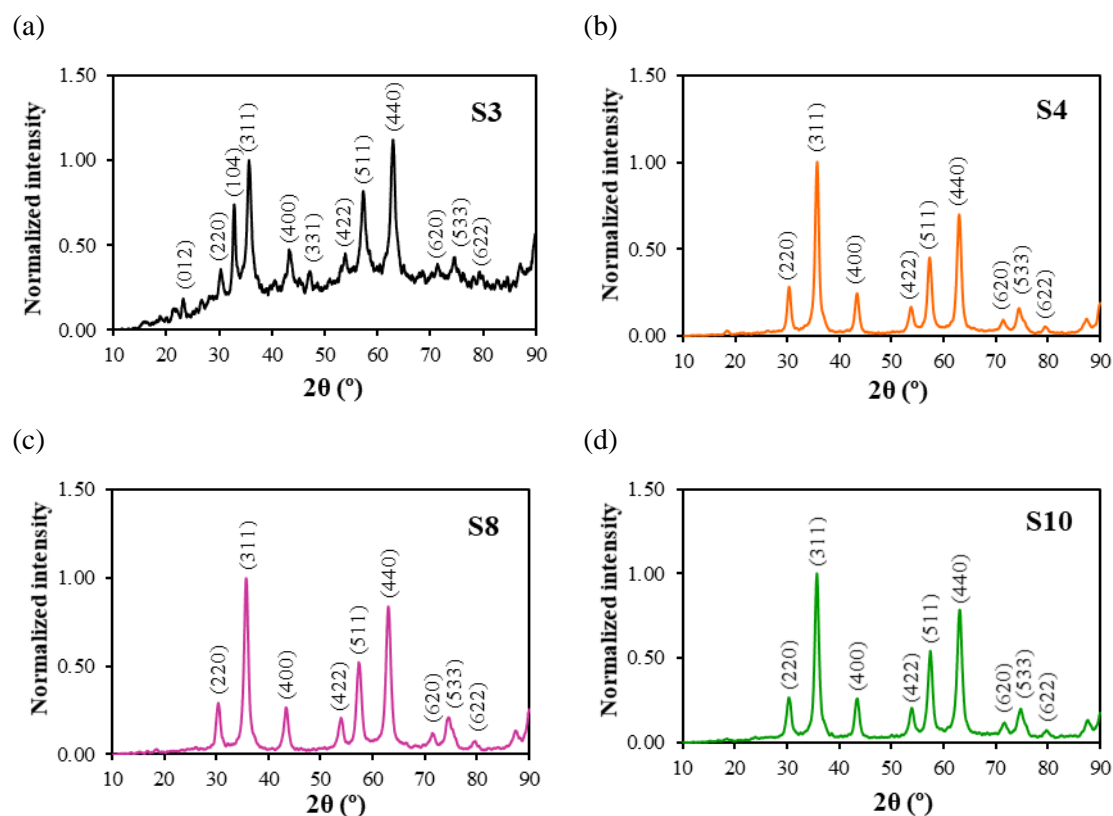 (a)
Normalized intensity
1.50
1.00
0.50
0.00
S3
(012)
(220)
(104)
(311)
(400)
(331)
(422)
(511)
(440)
(620)
(533)
(622)
10 20 30 40 50 60 70 80 90
2θ (º)
(b)
Normalized intensity
1.50
1.00
0.50
0.00
S4
(220)
(311)
(400)
(422)
(511)
(440)
(620)
(533)
(622)
10 20 30 40 50 60 70 80 90
2θ (º)
(c)
Normalized intensity
1.50
1.00
0.50
0.00
S8
(220)
(311)
(400)
(422)
(511)
(440)
(620)
(533)
(622)
10 20 30 40 50 60 70 80 90
2θ (º)
(d)
Normalized intensity
1.50
1.00
0.50
0.00
S10
(220)
(311)
(400)
(422)
(511)
(440)
(620)
(533)
(622)
10 20 30 40 50 60 70 80 90
2θ (º)